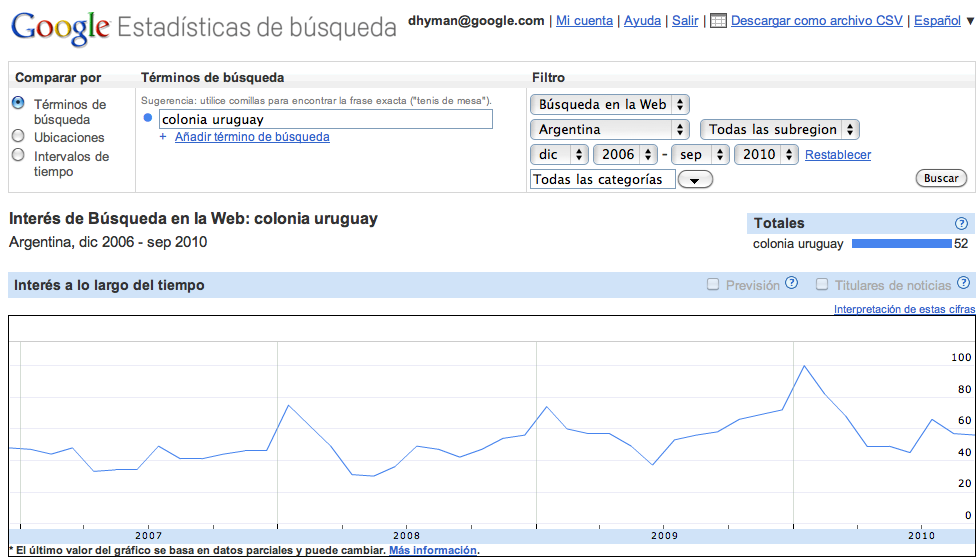 Google Estadísticas de búsqueda
dhyman@google.com | Mi cuenta | Ayuda | Salir | Descargar como archivo CSV | Español ▼
Comparar por
Términos de búsqueda
Ubicaciones
Intervalos de tiempo
Términos de búsqueda
Sugerencia: utilice comillas para encontrar la frase exacta ("tenis de mesa").
colonia uruguay
+ Añadir término de búsqueda
Filtro
Búsqueda en la Web
Argentina Todas las subregion
dic 2006 - sep 2010 Restablecer
Todas las categorías
Buscar
Interés de Búsqueda en la Web: colonia uruguay
Argentina, dic 2006 - sep 2010
Totales ?
colonia uruguay 52
Interés a lo largo del tiempo
Previsión ? Titulares de noticias ?
Interpretación de estas cifras
100
80
60
40
20
0
2007 2008 2009 2010
* El último valor del gráfico se basa en datos parciales y puede cambiar. Más información.